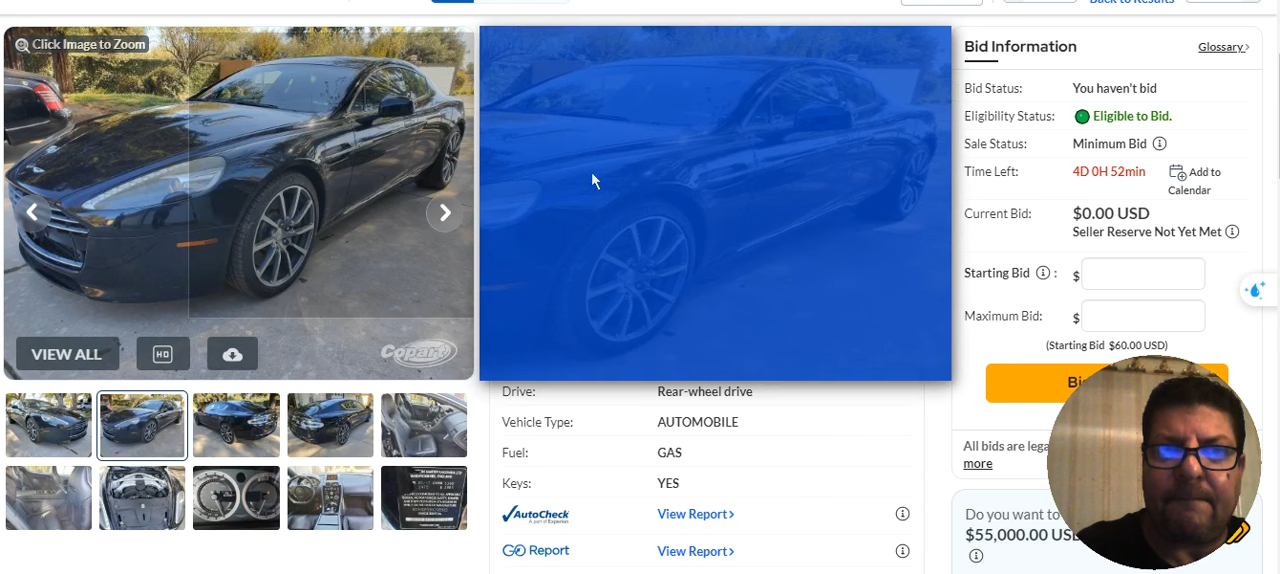 Back to Results
Click Image to Zoom
VIEW ALL
HD
Copart
Drive:
Rear-wheel drive
Vehicle Type:
AUTOMOBILE
Fuel:
GAS
Keys:
YES
AutoCheck
A part of Experian
View Report>
GO Report
View Report>
Bid Information
Glossary >
Bid Status:
You haven't bid
Eligibility Status:
Eligible to Bid.
Sale Status:
Minimum Bid
Time Left:
4D 0H 52min
Add to
Calendar
Current Bid:
$0.00 USD
Seller Reserve Not Yet Met
Starting Bid :
$
Maximum Bid:
$
(Starting Bid $60.00 USD)
All bids are
more
Do you want to
$55,000.00